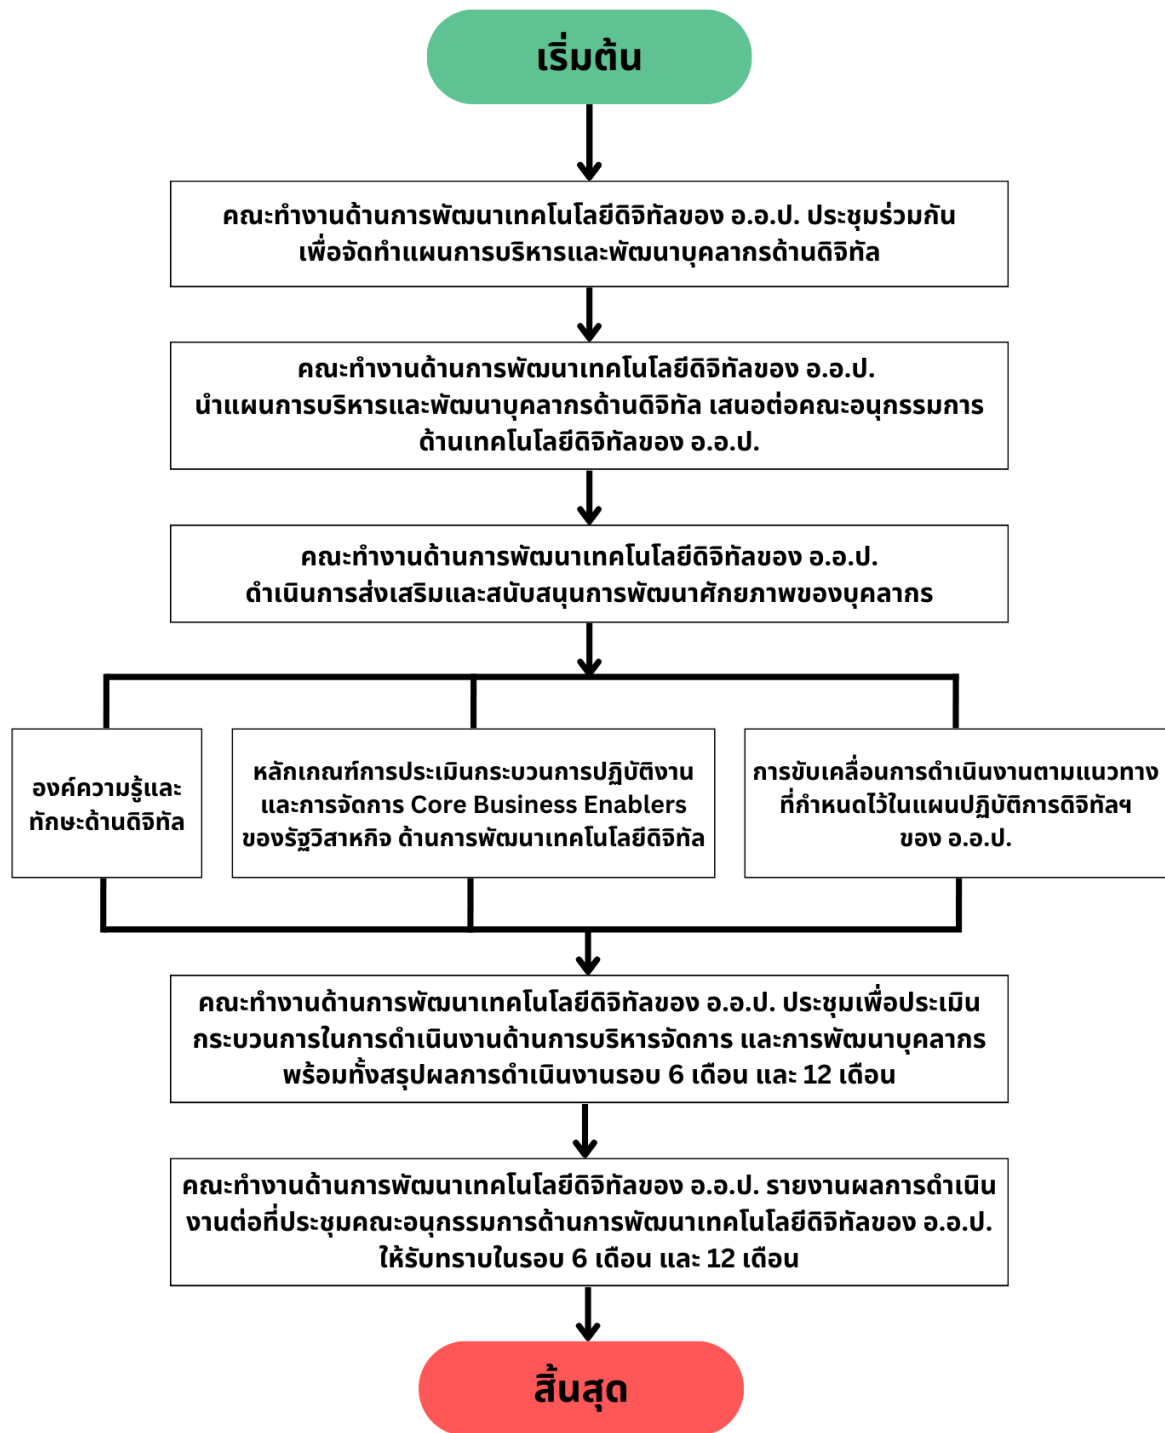 เริ่มต้น
คณะทำงานด้านการพัฒนาเทคโนโลยีดิจิทัลของ อ.อ.ป. ประชุมร่วมกัน
เพื่อจัดทำแผนการบริหารและพัฒนาบุคลากรด้านดิจิทัล
คณะทำงานด้านการพัฒนาเทคโนโลยีดิจิทัลของ อ.อ.ป.
นำแผนการบริหารและพัฒนาบุคลากรด้านดิจิทัล เสนอต่อคณะอนุกรรมการ
ด้านเทคโนโลยีดิจิทัลของ อ.อ.ป.
คณะทำงานด้านการพัฒนาเทคโนโลยีดิจิทัลของ อ.อ.ป.
ดำเนินการส่งเสริมและสนับสนุนการพัฒนาศักยภาพของบุคลากร
องค์ความรู้และ
ทักษะด้านดิจิทัล
หลักเกณฑ์การประเมินกระบวนการปฏิบัติงาน
และการจัดการ Core Business Enablers
ของรัฐวิสาหกิจ ด้านการพัฒนาเทคโนโลยีดิจิทัล
การขับเคลื่อนการดำเนินงานตามแนวทาง
ที่กำหนดไว้ในแผนปฏิบัติการดิจิทัลฯ
ของ อ.อ.ป.
คณะทำงานด้านการพัฒนาเทคโนโลยีดิจิทัลของ อ.อ.ป. ประชุมเพื่อประเมิน
กระบวนการในการดำเนินงานด้านการบริหารจัดการ และการพัฒนาบุคลากร
พร้อมทั้งสรุปผลการดำเนินงานรอบ 6 เดือน และ 12 เดือน
คณะทำงานด้านการพัฒนาเทคโนโลยีดิจิทัลของ อ.อ.ป. รายงานผลการดำเนิน
งานต่อที่ประชุมคณะอนุกรรมการด้านการพัฒนาเทคโนโลยีดิจิทัลของ อ.อ.ป.
ให้รับทราบในรอบ 6 เดือน และ 12 เดือน
สิ้นสุด